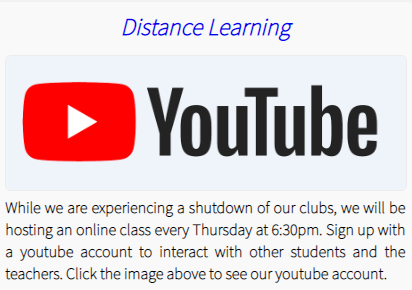 Distance Learning
YouTube
While we are experiencing a shutdown of our clubs, we will be
hosting an online class every Thursday at 6:30pm. Sign up with
a youtube account to interact with other students and the
teachers. Click the image above to see our youtube account.